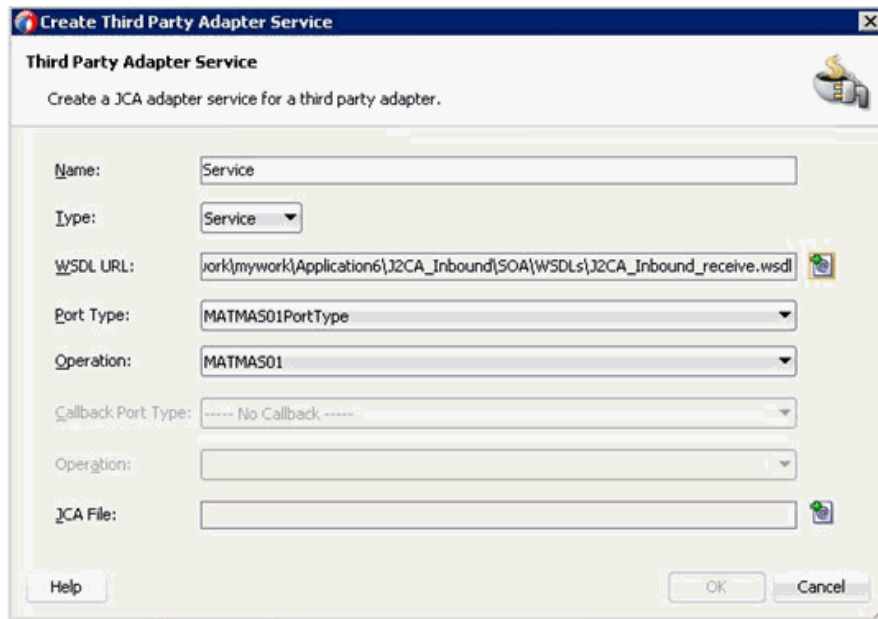 Create Third Party Adapter Service
Third Party Adapter Service
Create a JCA adapter service for a third party adapter.
Name: Service
Type: Service
WSDL URL: ork\mywork\Application6\J2CA_Inbound\SOA\WSDLs\J2CA_Inbound_receive.wsdl
Port Type: MATMAS01PortType
Operation: MATMAS01
Callback Port Type: ----- No Callback -----
Operation:
JCA File:
Help OK Cancel